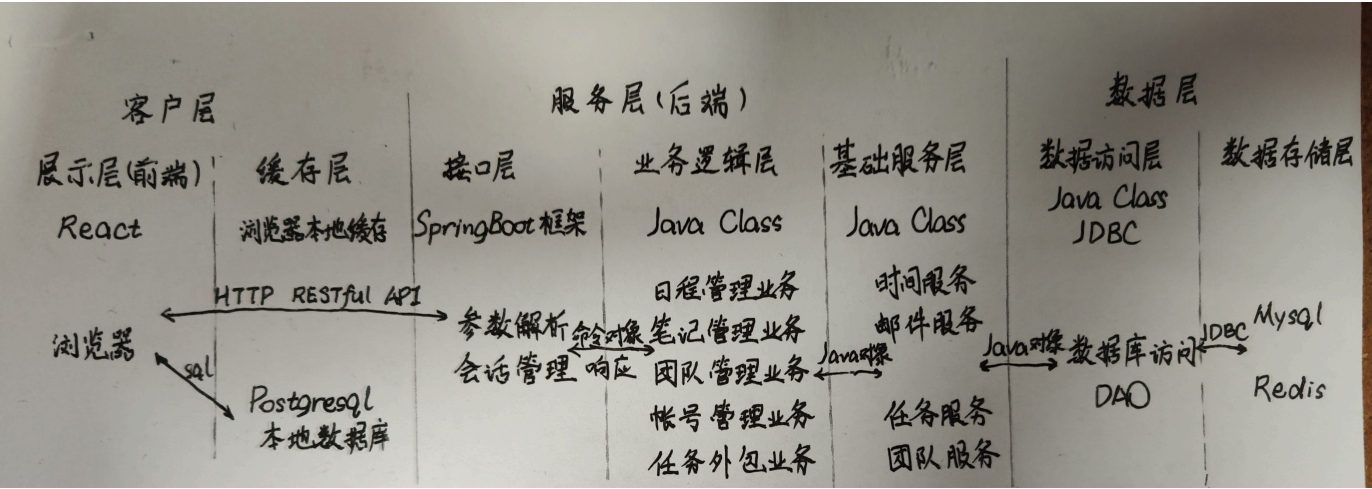 客户层
服务层(后端)
数据层
展示层(前端)
缓存层
接口层
业务逻辑层
基础服务层
数据访问层
数据存储层
React
浏览器本地缓存
SpringBoot框架
Java Class
Java Class
Java Class
JDBC
HTTP RESTful API
浏览器
sql
Postgresql
本地数据库
参数解析
会话管理 响应
命令对象
日程管理业务
笔记管理业务
团队管理业务
帐号管理业务
任务外包业务
Java对象
时间服务
邮件服务
任务服务
团队服务
Java对象
数据库访问
DAO
JDBC
Mysql
Redis